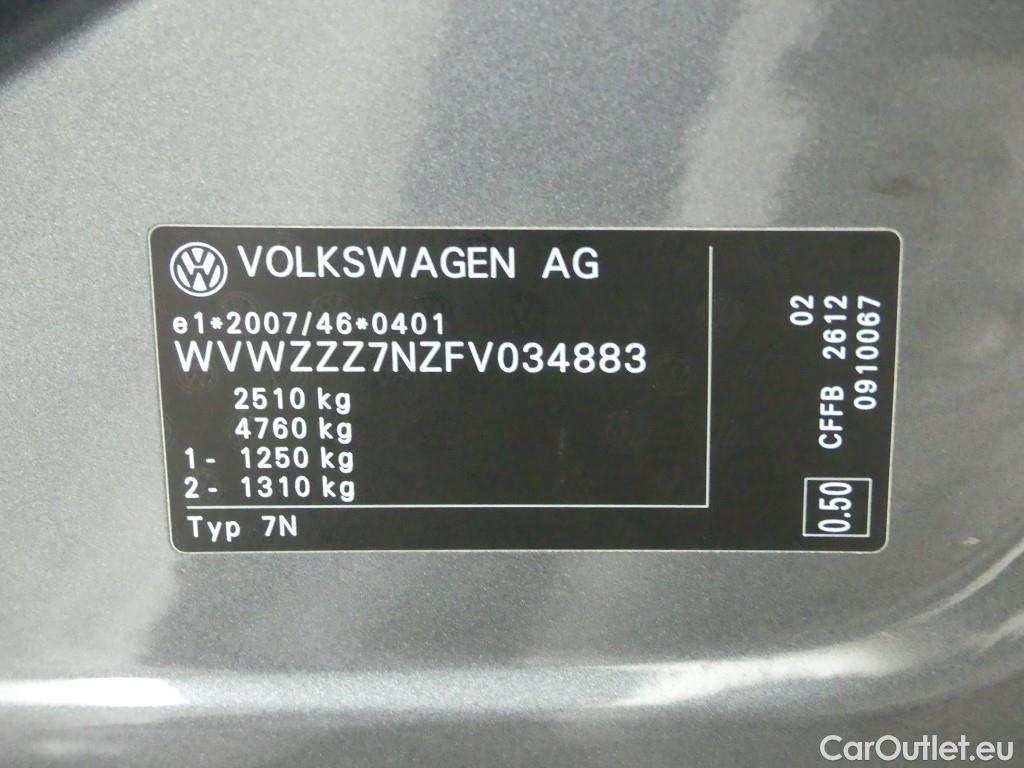 VOLKSWAGEN AG
e1*2007/46*0401
WVWZZZ7NZFV034883
2510 kg
4760 kg
1- 1250 kg
2- 1310 kg
Typ 7N
02
CFFB 2612
0910067
0.50
CarOutlet.eu